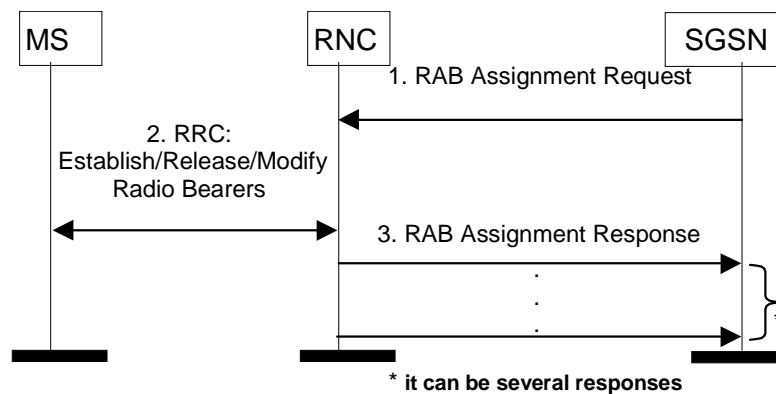 MS
RNC
SGSN
1. RAB Assignment Request
2. RRC:
Establish/Release/Modify
Radio Bearers
3. RAB Assignment Response
.
.
.
*
* it can be several responses